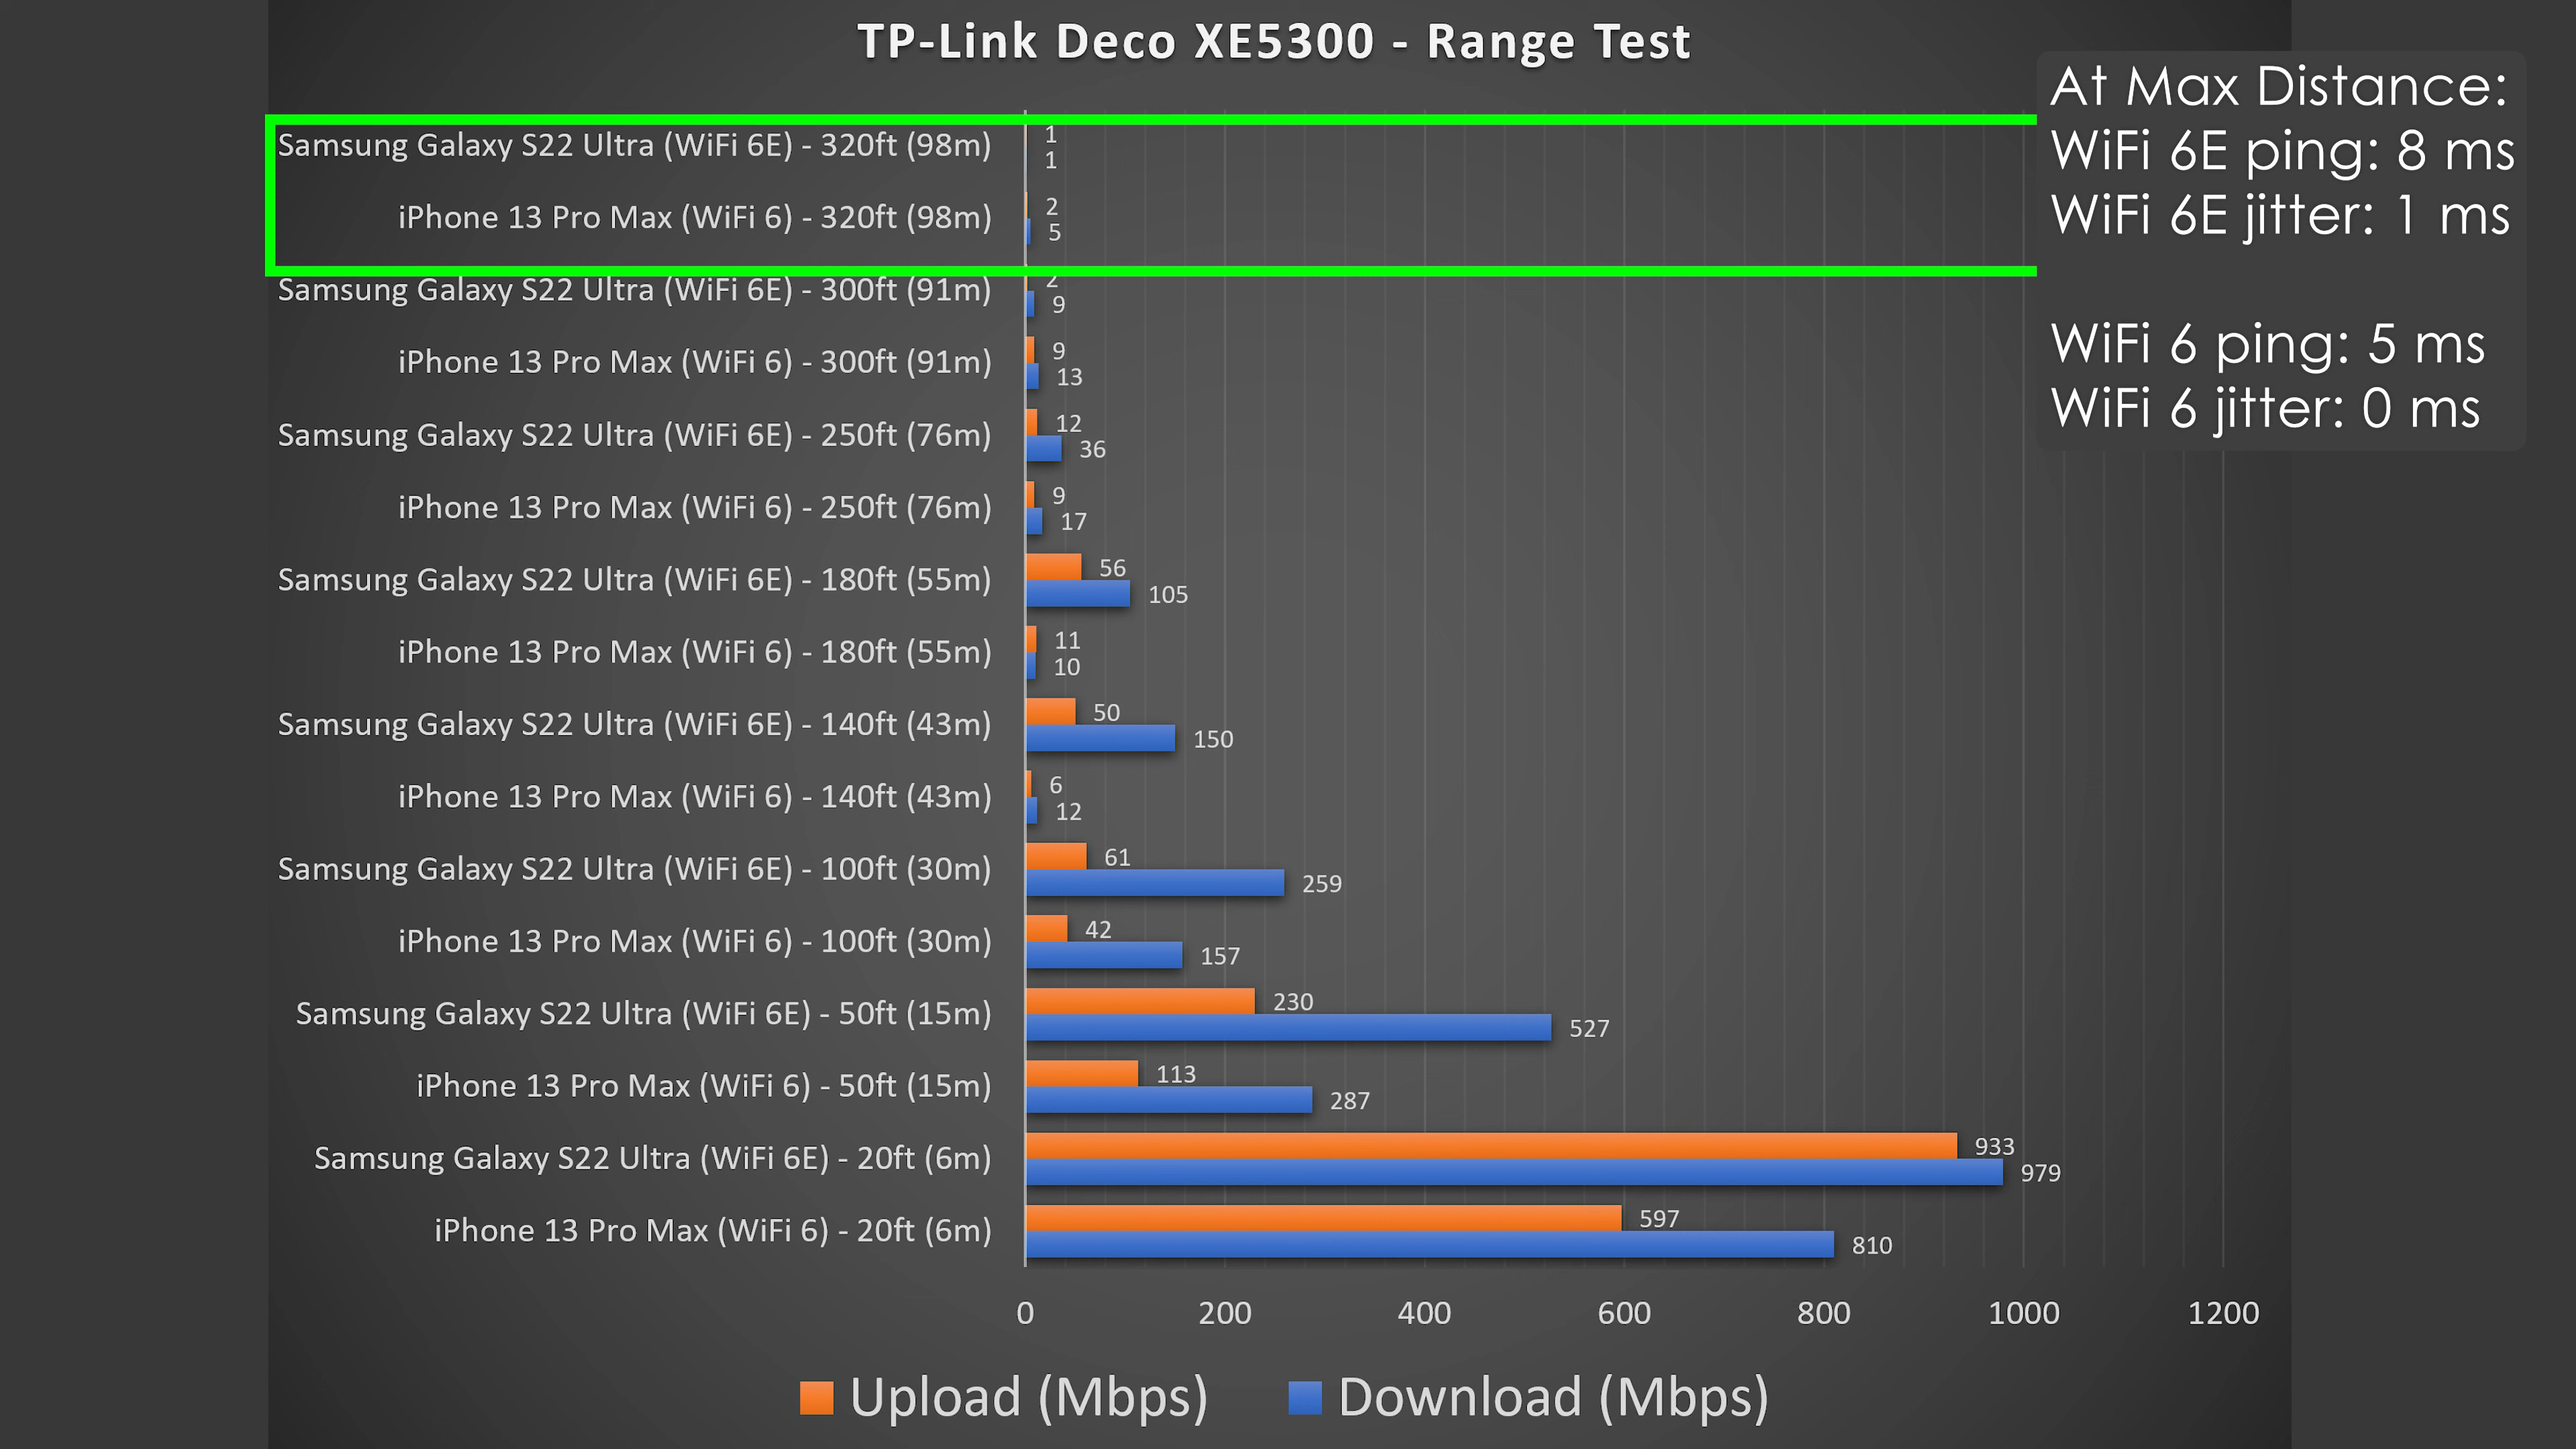 TP-Link Deco XE5300 - Range Test
At Max Distance:
WiFi 6E ping: 8 ms
WiFi 6E jitter: 1 ms
WiFi 6 ping: 5 ms
WiFi 6 jitter: 0 ms
Samsung Galaxy S22 Ultra (WiFi 6E) - 320ft (98m)
1
1
iPhone 13 Pro Max (WiFi 6) - 320ft (98m)
2
5
Samsung Galaxy S22 Ultra (WiFi 6E) - 300ft (91m)
2
9
iPhone 13 Pro Max (WiFi 6) - 300ft (91m)
9
13
Samsung Galaxy S22 Ultra (WiFi 6E) - 250ft (76m)
12
36
iPhone 13 Pro Max (WiFi 6) - 250ft (76m)
9
17
Samsung Galaxy S22 Ultra (WiFi 6E) - 180ft (55m)
56
105
iPhone 13 Pro Max (WiFi 6) - 180ft (55m)
11
10
Samsung Galaxy S22 Ultra (WiFi 6E) - 140ft (43m)
50
150
iPhone 13 Pro Max (WiFi 6) - 140ft (43m)
6
12
Samsung Galaxy S22 Ultra (WiFi 6E) - 100ft (30m)
61
259
iPhone 13 Pro Max (WiFi 6) - 100ft (30m)
42
157
Samsung Galaxy S22 Ultra (WiFi 6E) - 50ft (15m)
230
527
iPhone 13 Pro Max (WiFi 6) - 50ft (15m)
113
287
Samsung Galaxy S22 Ultra (WiFi 6E) - 20ft (6m)
933
979
iPhone 13 Pro Max (WiFi 6) - 20ft (6m)
597
810
0 200 400 600 800 1000 1200
Upload (Mbps) Download (Mbps)